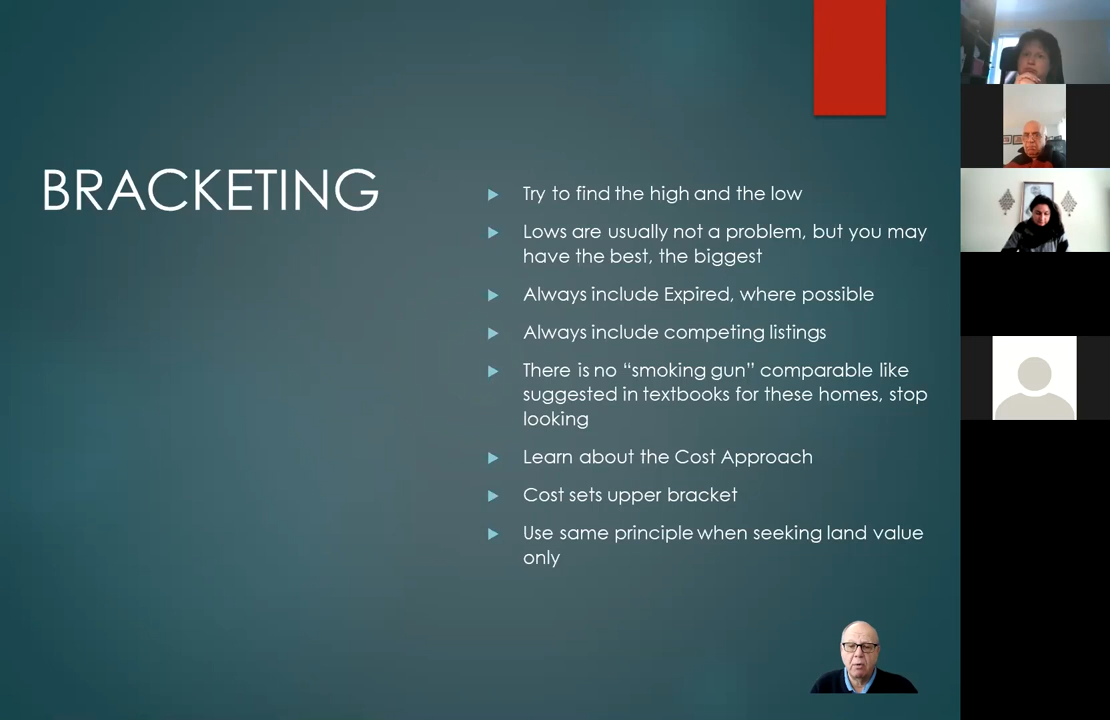 BRACKETING
Try to find the high and the low
Lows are usually not a problem, but you may
have the best, the biggest
Always include Expired, where possible
Always include competing listings
There is no “smoking gun” comparable like
suggested in textbooks for these homes, stop
looking
Learn about the Cost Approach
Cost sets upper bracket
Use same principle when seeking land value
only